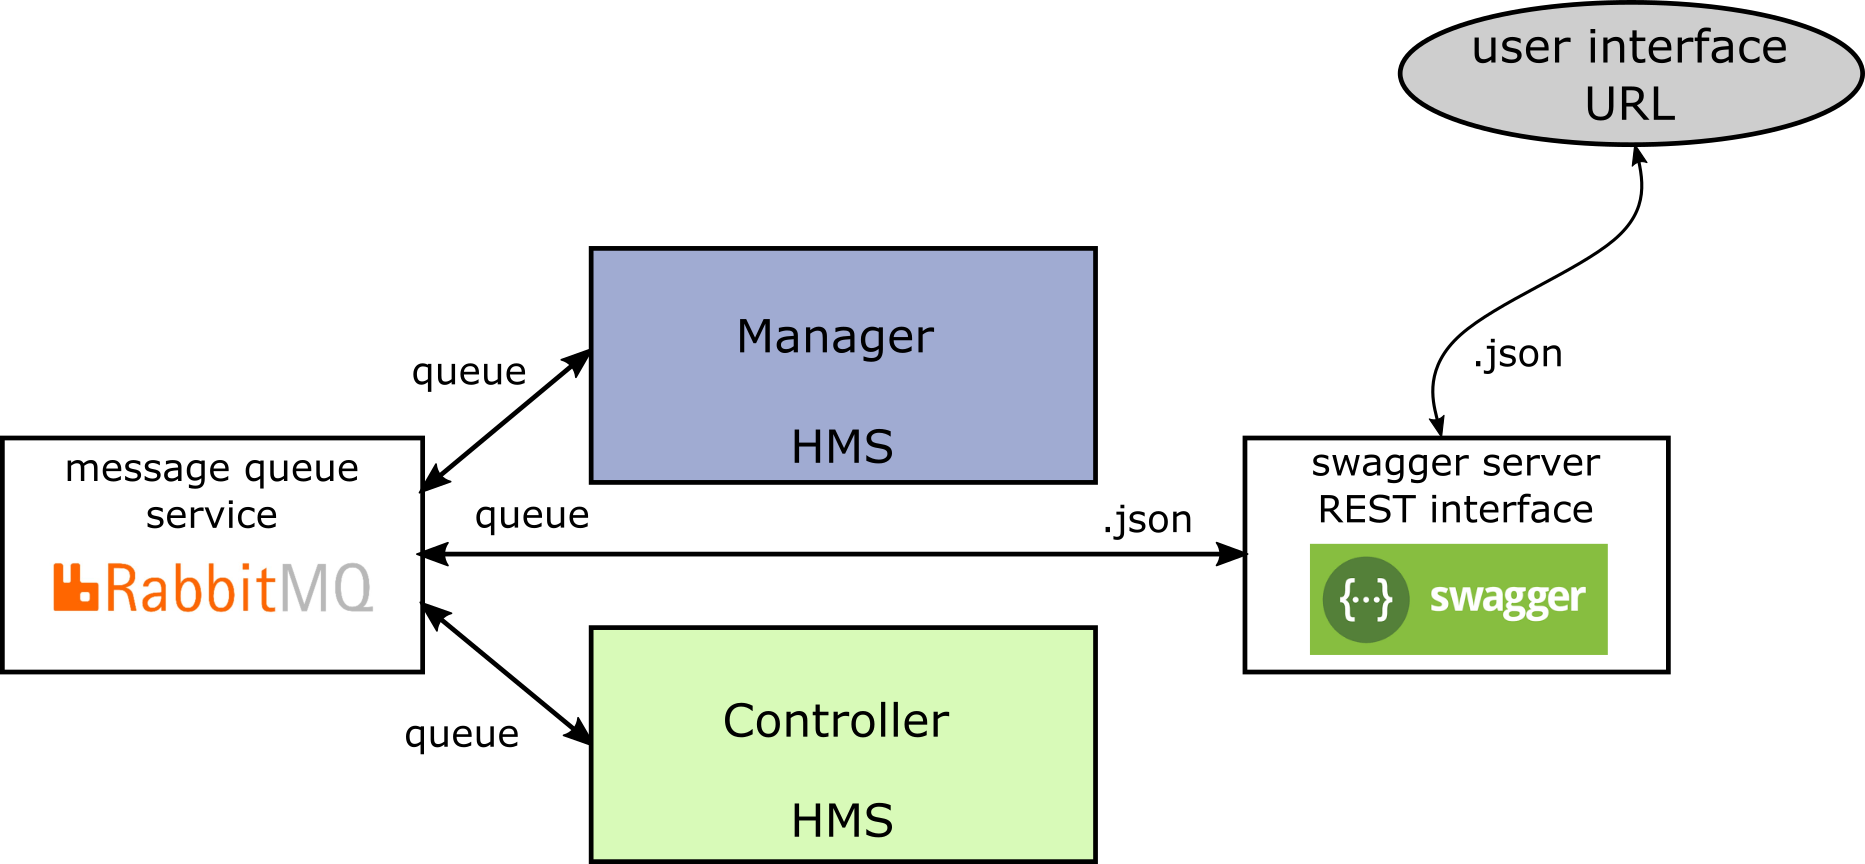 user interface
URL
Manager
HMS
queue
.json
message queue
service
RabbitMQ
queue
.json
swagger server
REST interface
{···} swagger
queue
Controller
HMS